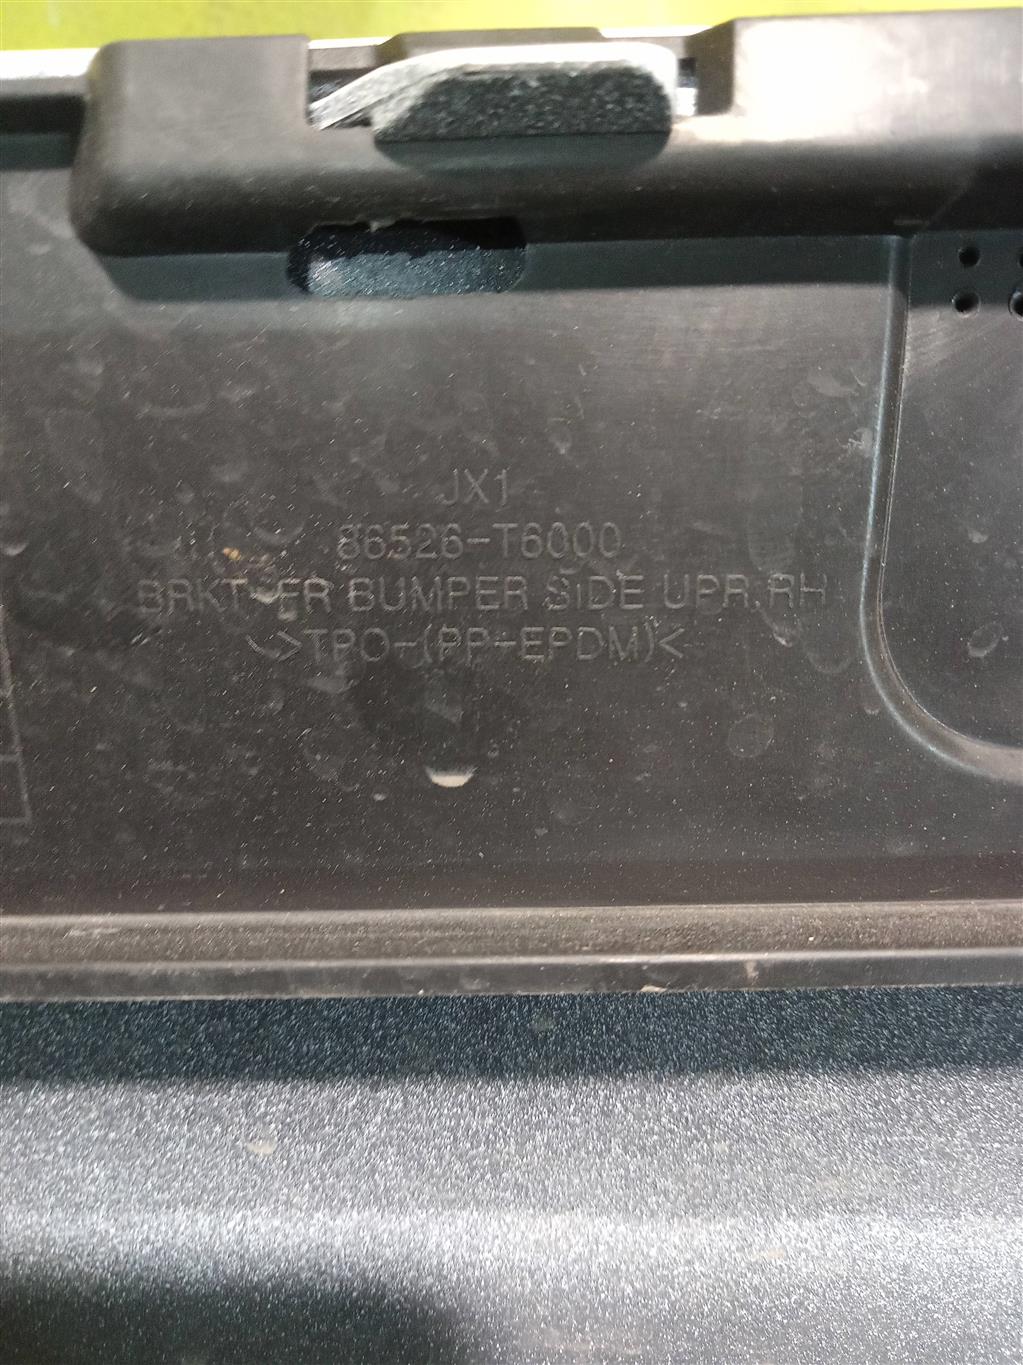 JX1
86526-T6000
BRKT-FR BUMPER SIDE UPR,RH
>TPO-(PP-EPDM)<